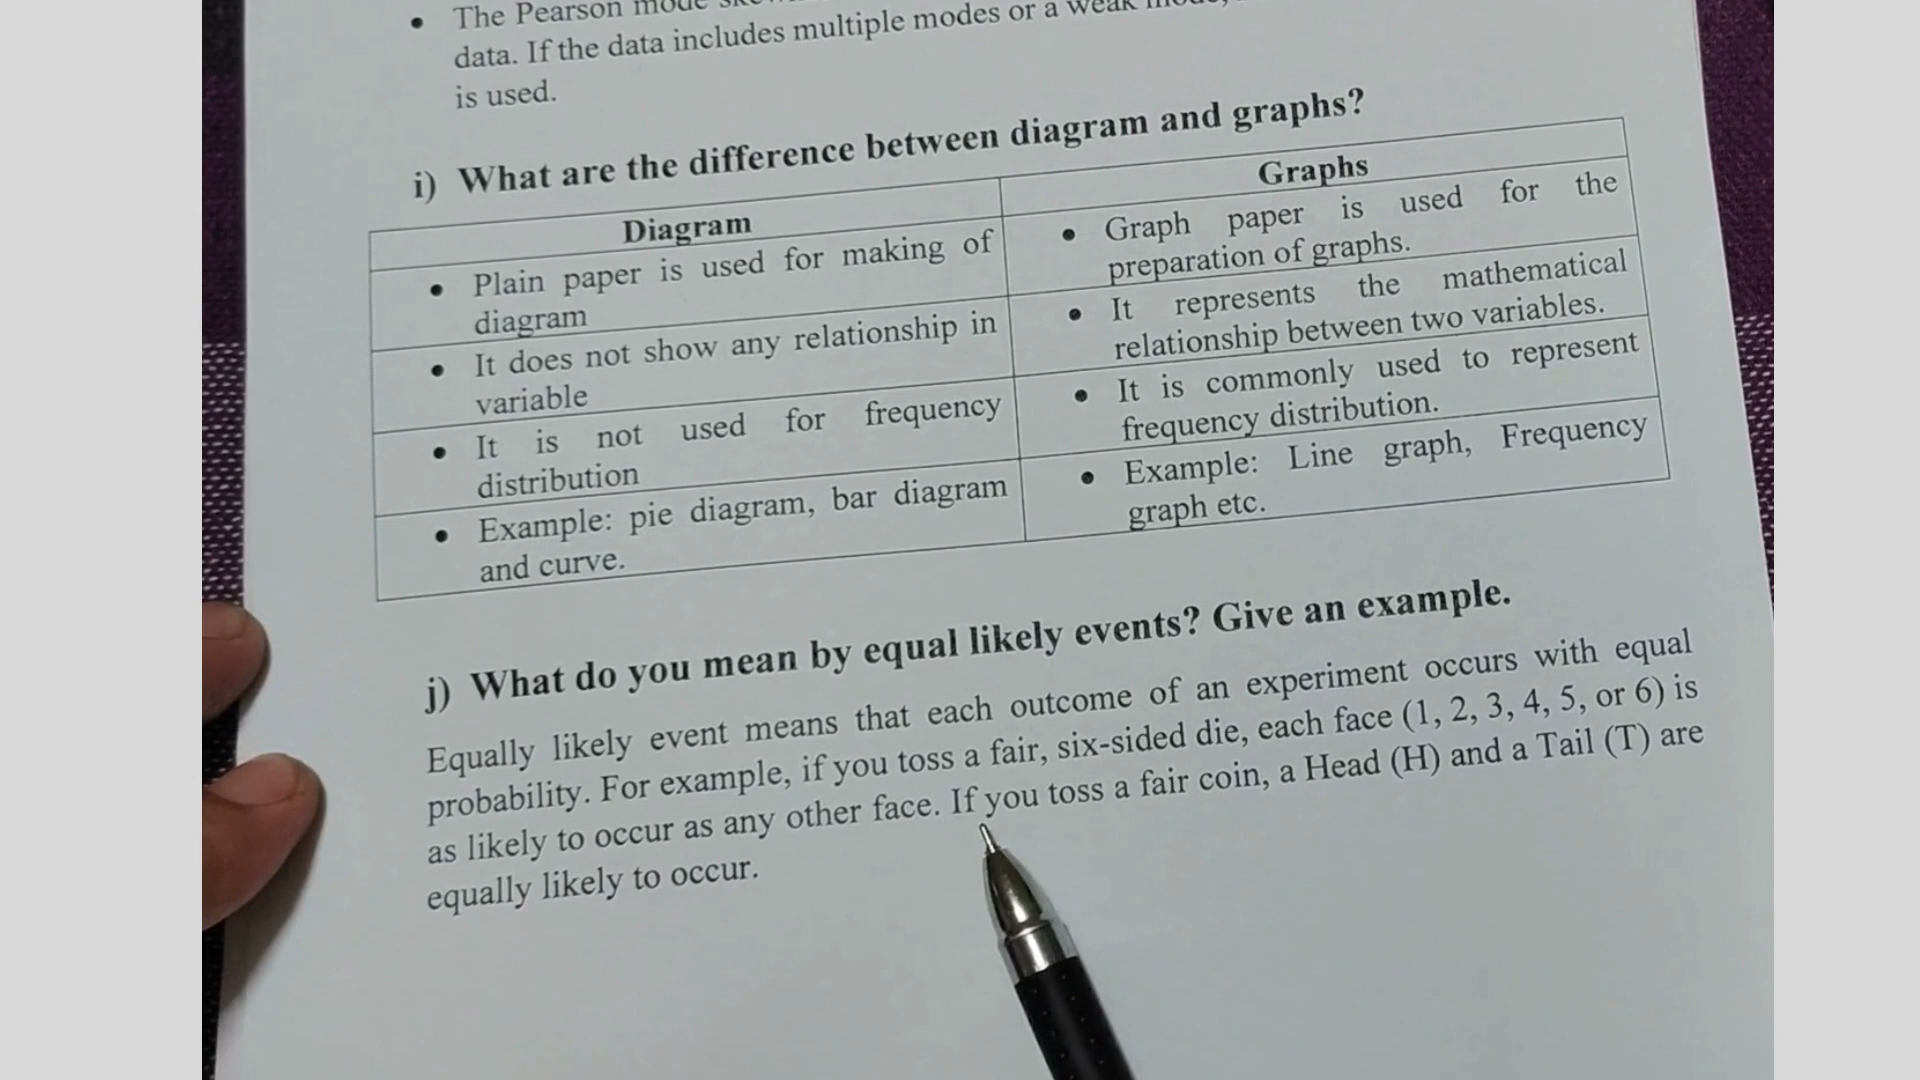 The Pearson mode
data. If the data includes multiple modes or a weak
is used.
i) What are the difference between diagram and graphs?
Diagram
Graphs
• Plain paper is used for making of
diagram
• Graph paper is used for the
preparation of graphs.
• It does not show any relationship in
variable
• It represents the mathematical
relationship between two variables.
• It is not used for frequency
distribution
• It is commonly used to represent
frequency distribution.
• Example: pie diagram, bar diagram
and curve.
• Example: Line graph, Frequency
graph etc.
j) What do you mean by equal likely events? Give an example.
Equally likely event means that each outcome of an experiment occurs with equal
probability. For example, if you toss a fair, six-sided die, each face (1, 2, 3, 4, 5, or 6) is
as likely to occur as any other face. If you toss a fair coin, a Head (H) and a Tail (T) are
equally likely to occur.